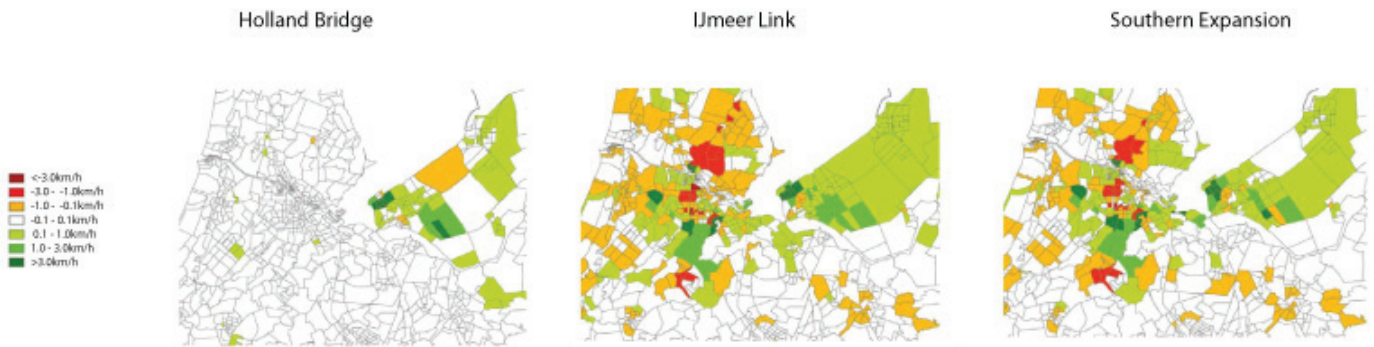 Holland Bridge
IJmeer Link
Southern Expansion
<-3.0km/h
-3.0 - -1.0km/h
-1.0 - -0.1km/h
-0.1 - 0.1km/h
0.1 - 1.0km/h
1.0 - 3.0km/h
>3.0km/h